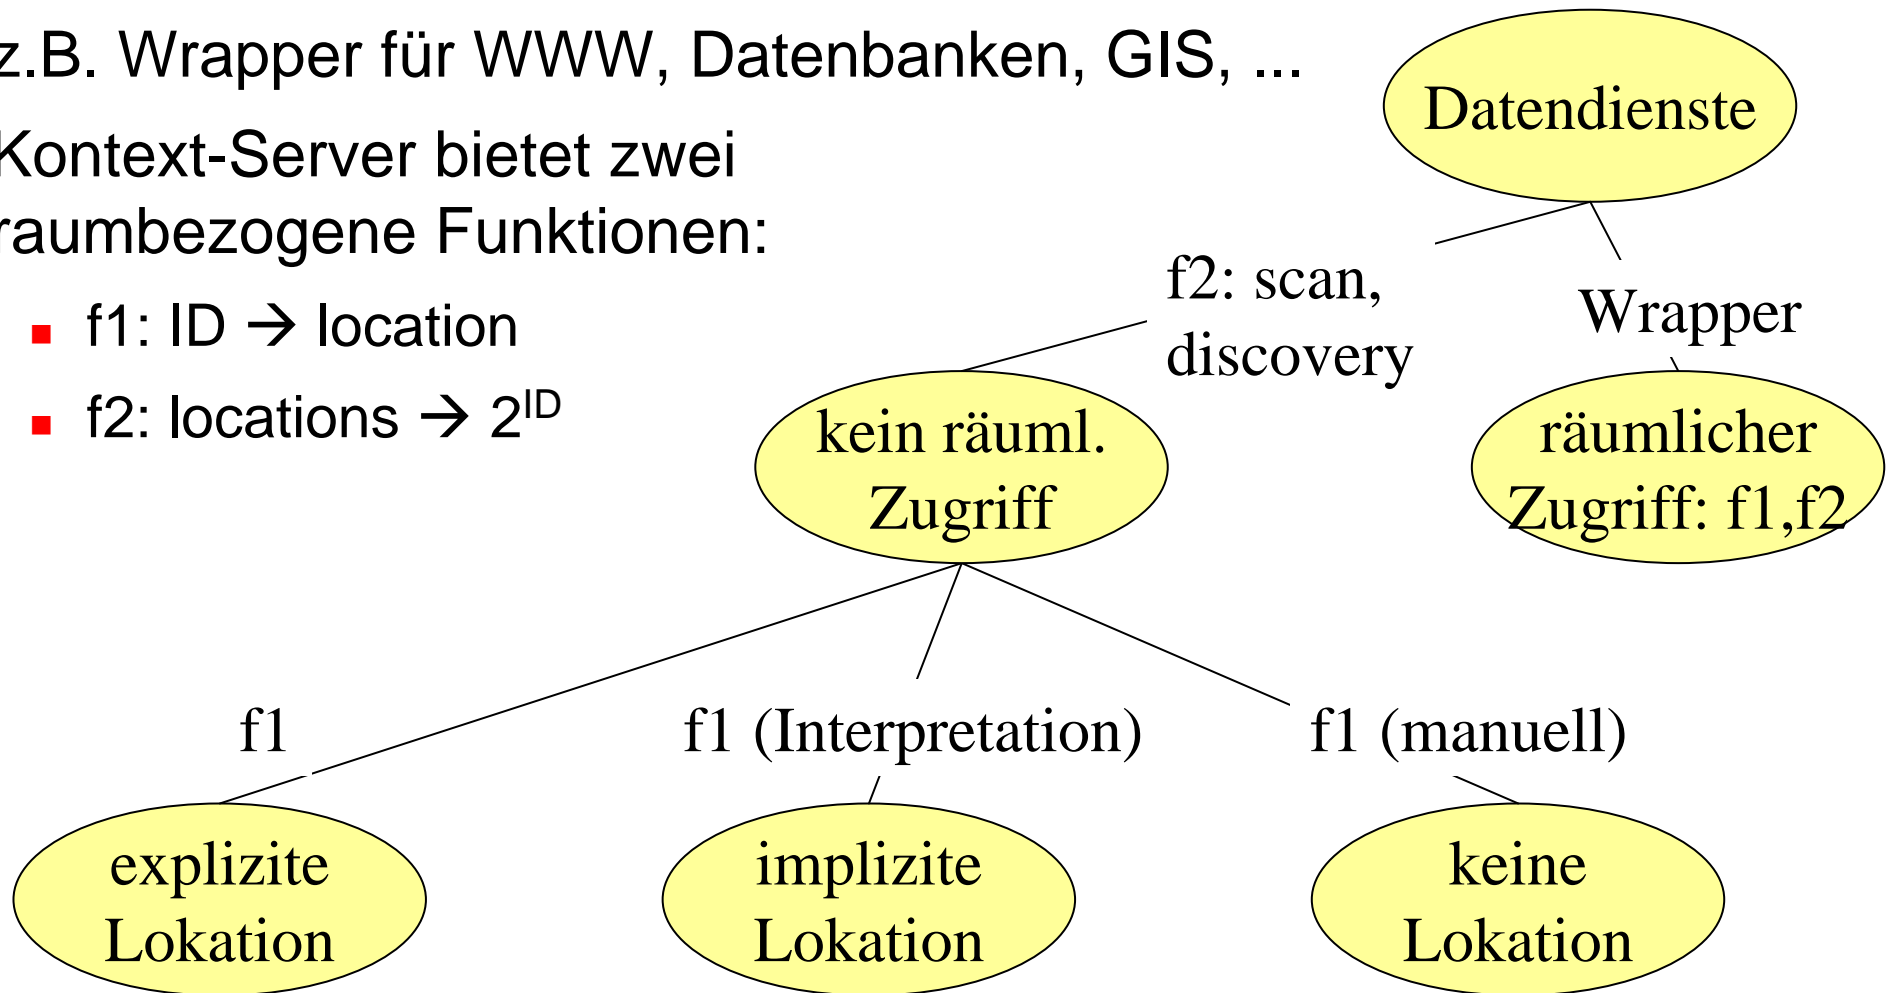 z.B. Wrapper für WWW, Datenbanken, GIS, ...
Kontext-Server bietet zwei
raumbezogene Funktionen:
f1: ID → location
f2: locations → 2^ID
Datendienste
f2: scan,
discovery
Wrapper
kein räuml.
Zugriff
räumlicher
Zugriff: f1,f2
f1
f1 (Interpretation)
f1 (manuell)
explizite
Lokation
implizite
Lokation
keine
Lokation